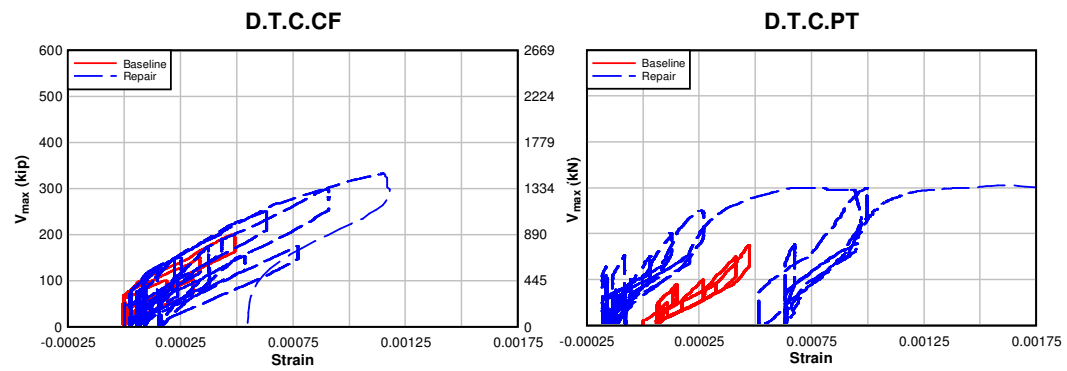 D.T.C.CF
D.T.C.PT
Baseline
Repair
600
500
400
300
200
100
0
Vmax (kip)
-0.00025
0.00025
0.00075
0.00125
0.00175
Strain
2669
2224
1779
1334
890
445
0
Vmax (kN)
Baseline
Repair
-0.00025
0.00025
0.00075
0.00125
0.00175
Strain